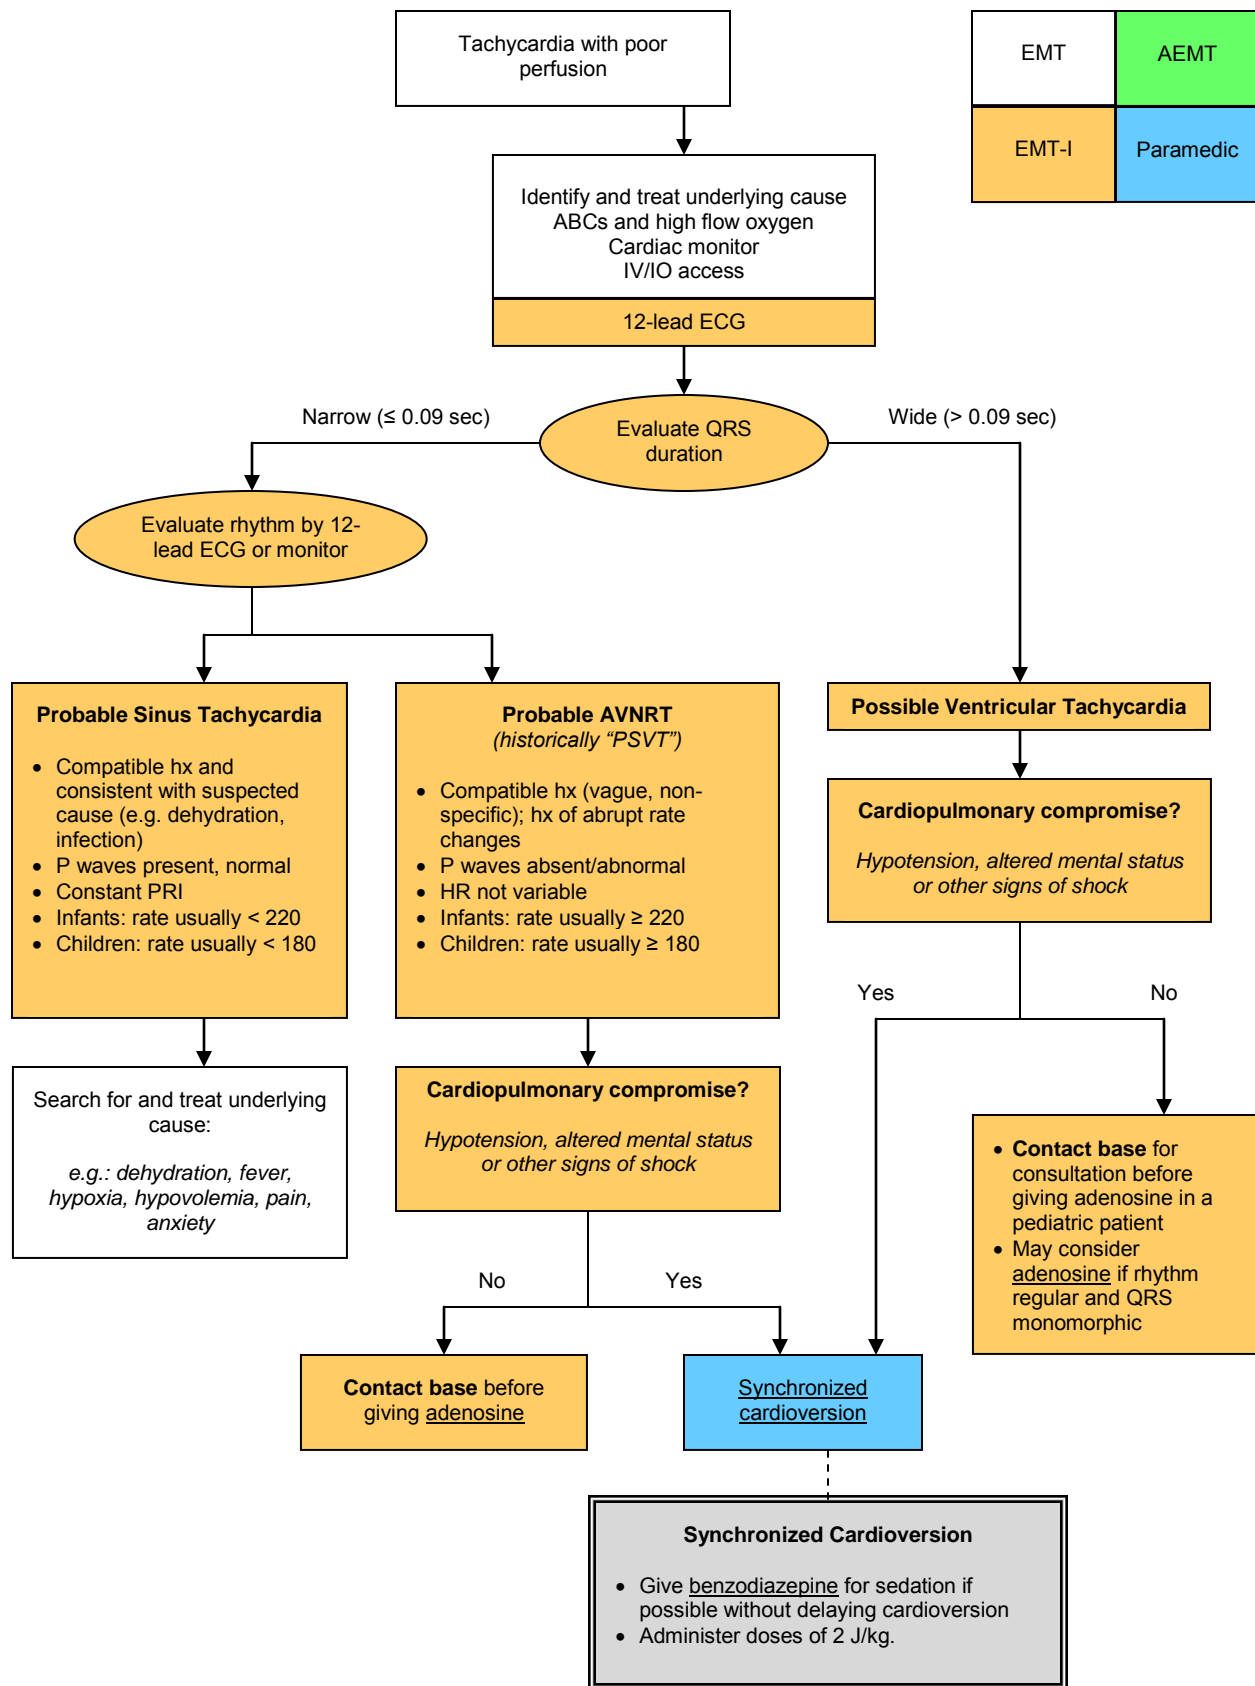 Tachycardia with poor
perfusion
EMT
AEMT
EMT-I
Paramedic
Identify and treat underlying cause
ABCs and high flow oxygen
Cardiac monitor
IV/IO access
12-lead ECG
Narrow (≤ 0.09 sec)
Evaluate QRS
duration
Wide (> 0.09 sec)
Evaluate rhythm by 12-
lead ECG or monitor
Probable Sinus Tachycardia
• Compatible hx and
consistent with suspected
cause (e.g. dehydration,
infection)
• P waves present, normal
• Constant PRI
• Infants: rate usually < 220
• Children: rate usually < 180
Probable AVNRT
(historically “PSVT”)
• Compatible hx (vague, non-
specific); hx of abrupt rate
changes
• P waves absent/abnormal
• HR not variable
• Infants: rate usually ≥ 220
• Children: rate usually ≥ 180
Possible Ventricular Tachycardia
Cardiopulmonary compromise?
Hypotension, altered mental status
or other signs of shock
Yes
No
Search for and treat underlying
cause:
e.g.: dehydration, fever,
hypoxia, hypovolemia, pain,
anxiety
Cardiopulmonary compromise?
Hypotension, altered mental status
or other signs of shock
No
Yes
• Contact base for
consultation before
giving adenosine in a
pediatric patient
• May consider
adenosine if rhythm
regular and QRS
monomorphic
Contact base before
giving adenosine
Synchronized
cardioversion
Synchronized Cardioversion
• Give benzodiazepine for sedation if
possible without delaying cardioversion
• Administer doses of 2 J/kg.